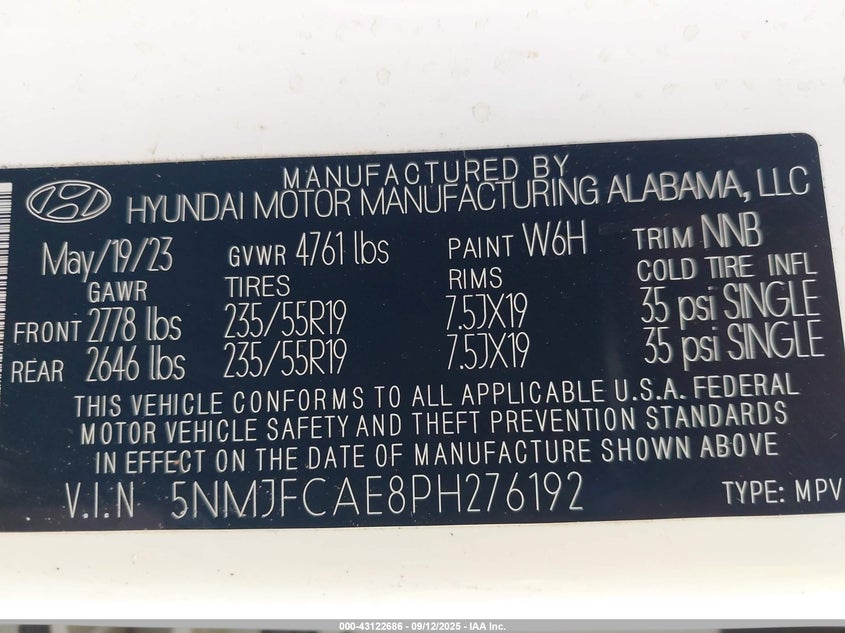 MANUFACTURED BY
HYUNDAI MOTOR MANUFACTURING ALABAMA, LLC
May/19/23 GVWR 4761 lbs PAINT W6H TRIM NNB
GAWR TIRES RIMS COLD TIRE INFL
FRONT 2778 lbs 235/55R19 7.5JX19 35 psi SINGLE
REAR 2646 lbs 235/55R19 7.5JX19 35 psi SINGLE
THIS VEHICLE CONFORMS TO ALL APPLICABLE U.S.A. FEDERAL
MOTOR VEHICLE SAFETY AND THEFT PREVENTION STANDARDS
IN EFFECT ON THE DATE OF MANUFACTURE SHOWN ABOVE
V.I.N 5NMJFCAE8PH276192 TYPE: MPV
000-43122686 - 09/12/2025 - IAA Inc.